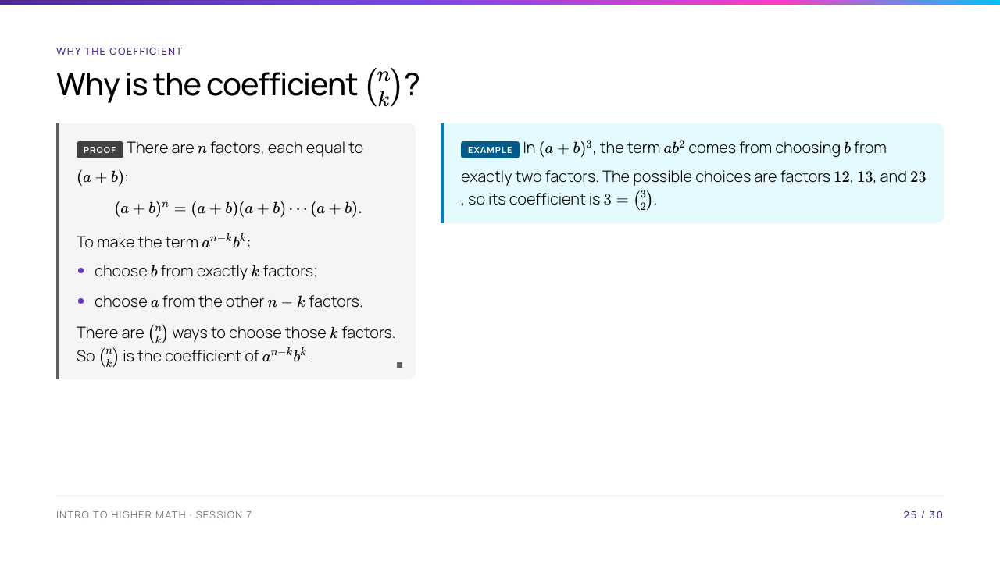 WHY THE COEFFICIENT
Why is the coefficient $\binom{n}{k}$?
PROOF There are $n$ factors, each equal to
$(a + b)$:
$(a + b)^n = (a + b)(a + b) \cdots (a + b).$
To make the term $a^{n-k}b^k$:
• choose $b$ from exactly $k$ factors;
• choose $a$ from the other $n - k$ factors.
There are $\binom{n}{k}$ ways to choose those $k$ factors.
So $\binom{n}{k}$ is the coefficient of $a^{n-k}b^k$.
■
EXAMPLE In $(a + b)^3$, the term $ab^2$ comes from choosing $b$ from
exactly two factors. The possible choices are factors 12, 13, and 23
, so its coefficient is $3 = \binom{3}{2}$.
INTRO TO HIGHER MATH · SESSION 7
25 / 30